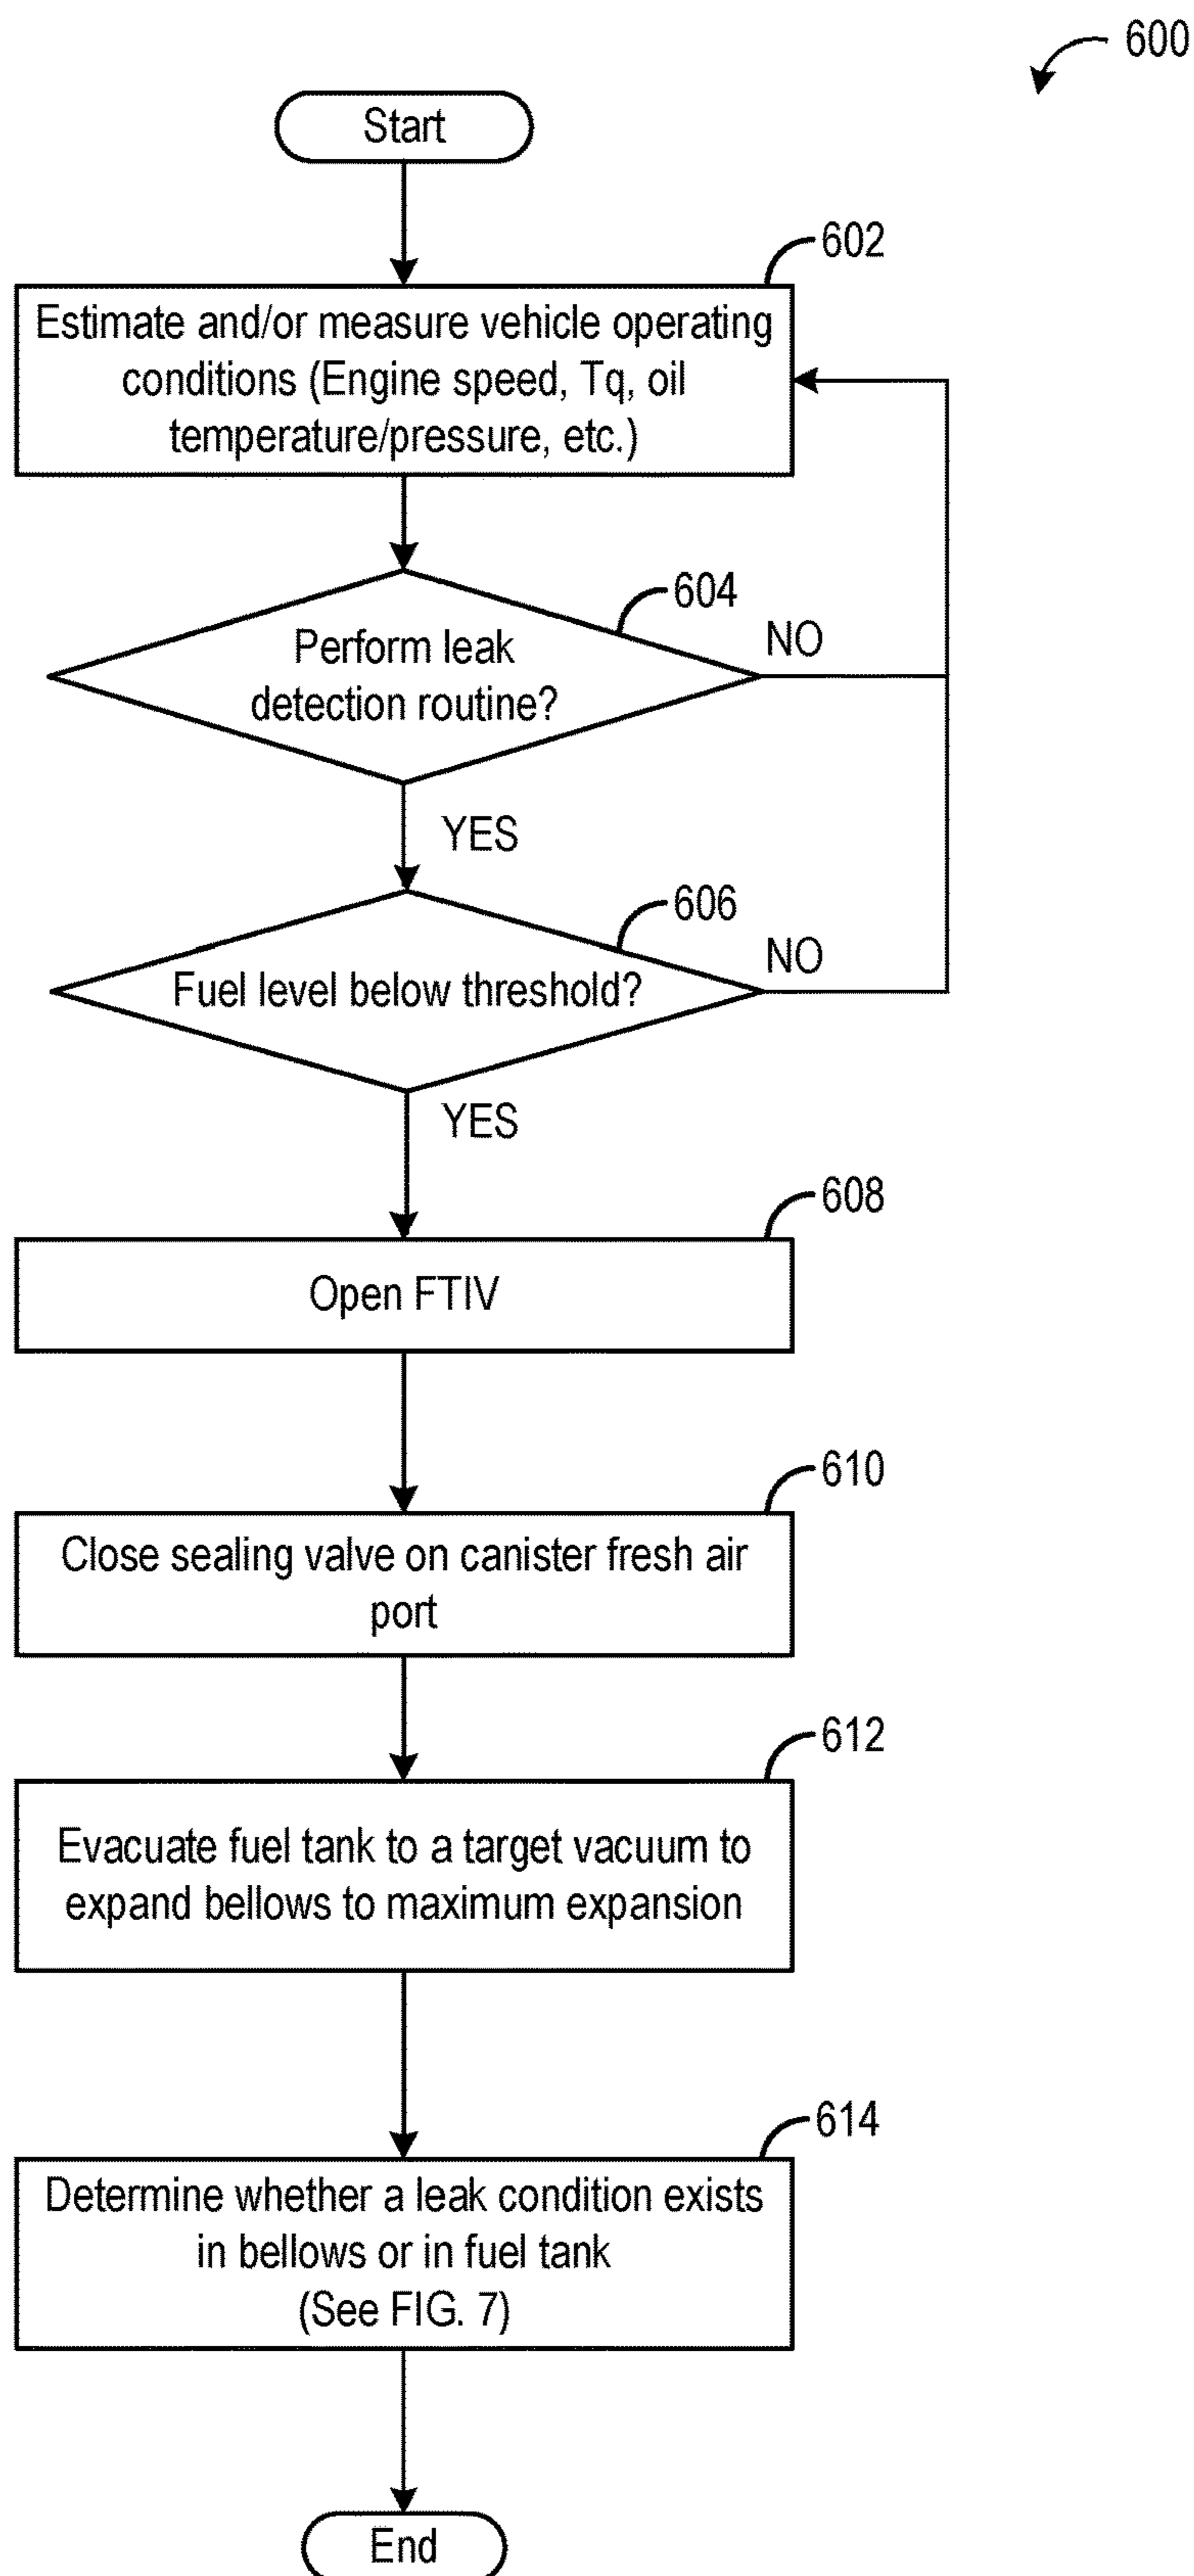 600
Start
602
Estimate and/or measure vehicle operating
conditions (Engine speed, Tq, oil
temperature/pressure, etc.)
604
Perform leak
detection routine?
NO
YES
606
Fuel level below threshold?
NO
YES
608
Open FTIV
610
Close sealing valve on canister fresh air
port
612
Evacuate fuel tank to a target vacuum to
expand bellows to maximum expansion
614
Determine whether a leak condition exists
in bellows or in fuel tank
(See FIG. 7)
End